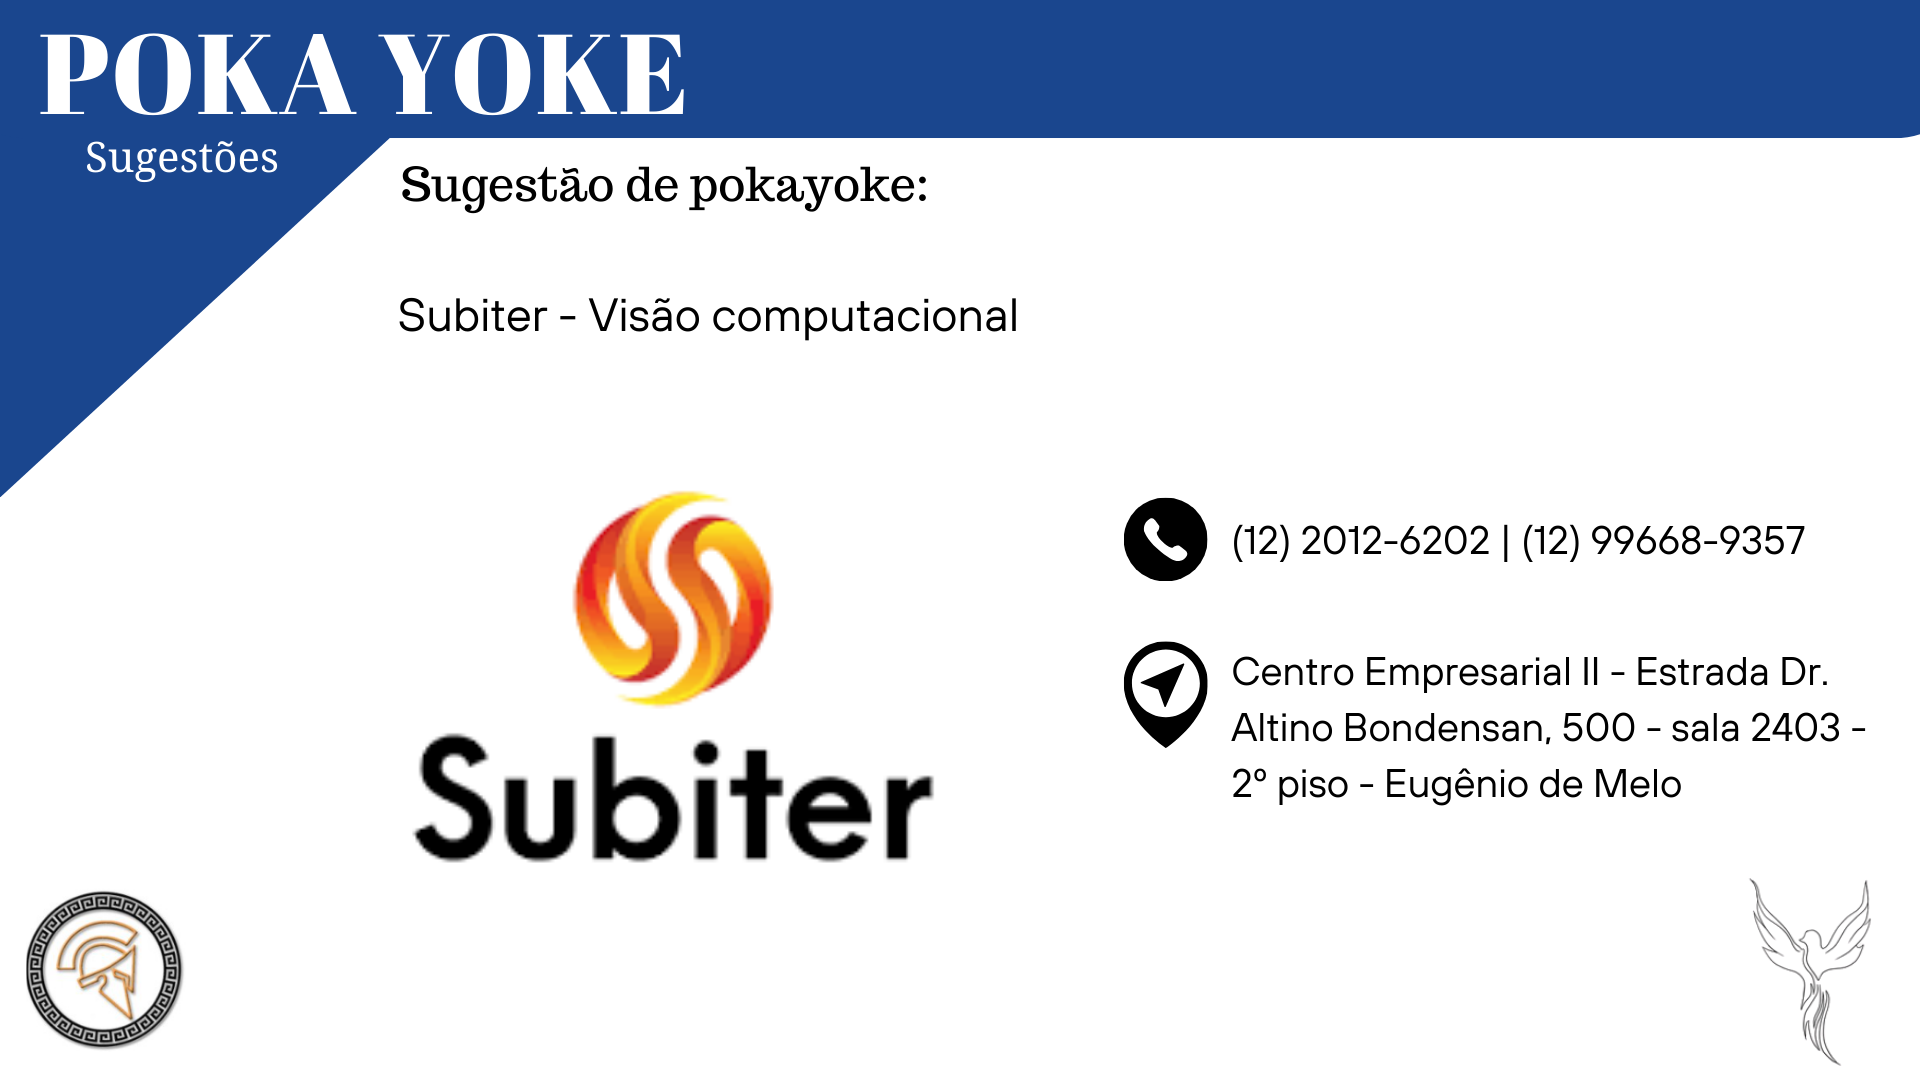 POKA YOKE
Sugestões
Sugestão de pokayoke:
Subiter - Visão computacional
Subiter
(12) 2012-6202 | (12) 99668-9357
Centro Empresarial II - Estrada Dr.
Altino Bondensan, 500 - sala 2403 -
2º piso - Eugênio de Melo